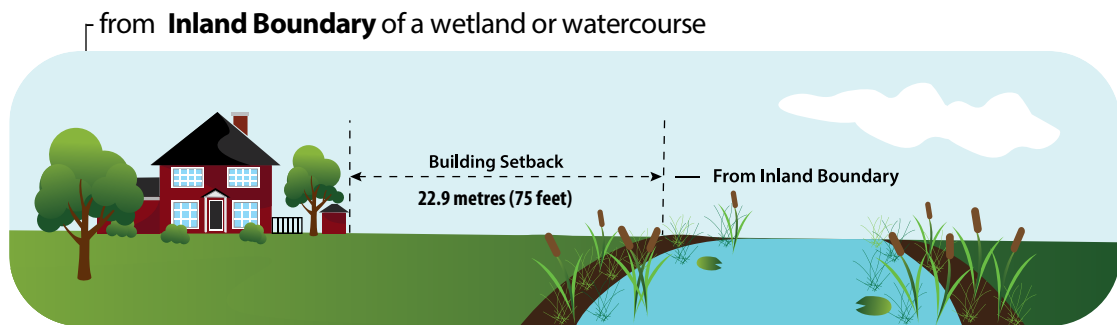 from Inland Boundary of a wetland or watercourse
Building Setback
22.9 metres (75 feet)
From Inland Boundary